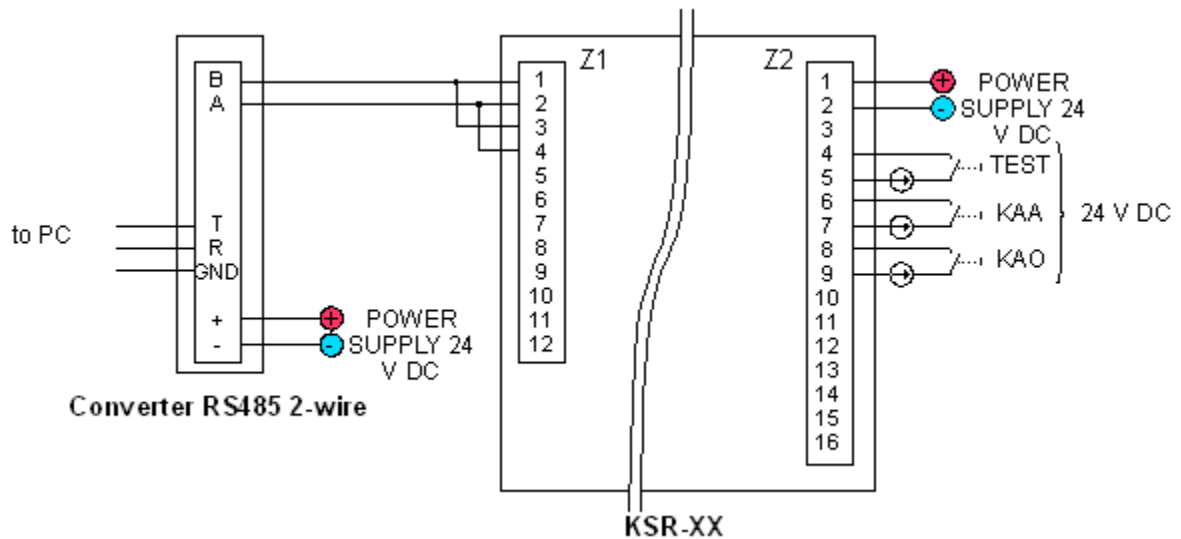 B
A
T
R
GND
+
-
to PC
+ POWER
- SUPPLY 24
V DC
Converter RS485 2-wire
Z1
1
2
3
4
5
6
7
8
9
10
11
12
Z2
1
2
3
4
5
6
7
8
9
10
11
12
13
14
15
16
+ POWER
- SUPPLY 24
V DC
TEST
KAA
KAO
24 V DC
KSR-XX